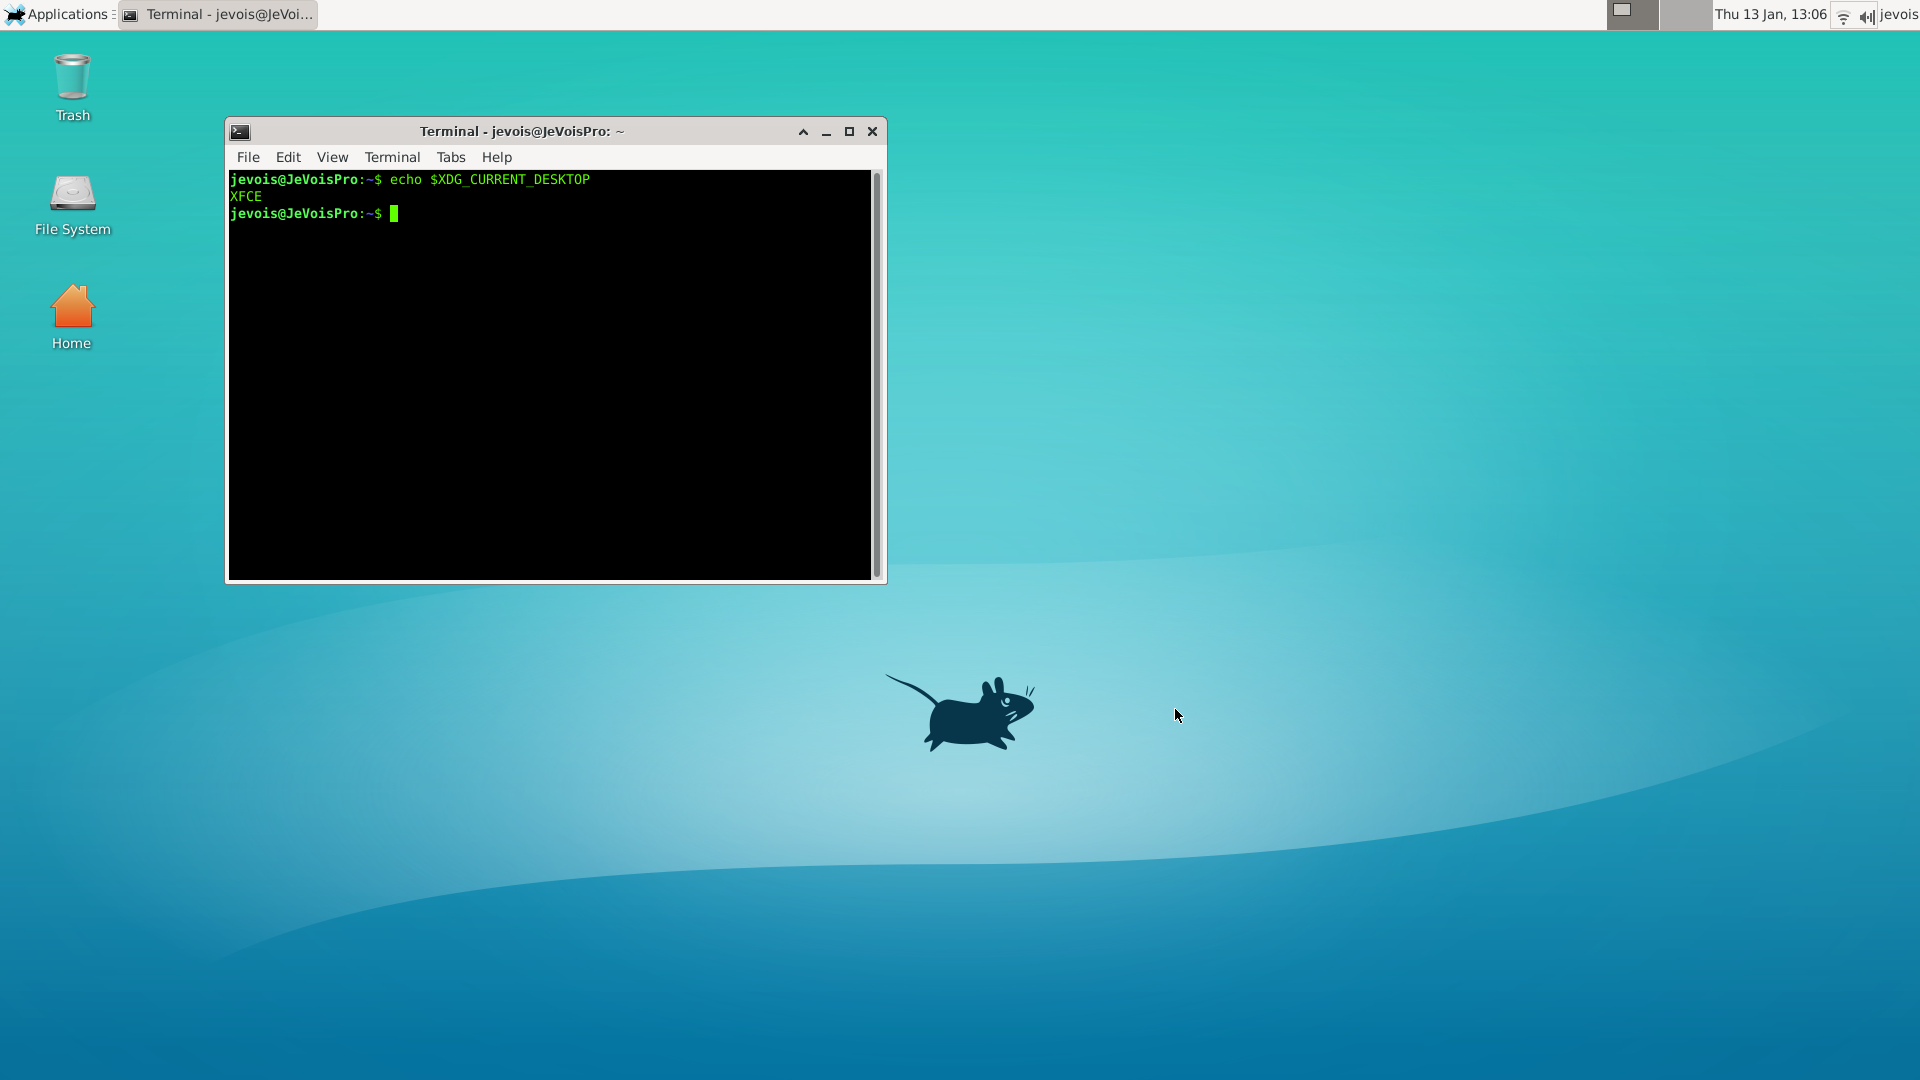 Applications
Terminal - jevois@JeVoi...
Thu 13 Jan, 13:06
jevois
Trash
File System
Home
Terminal - jevois@JeVoisPro: ~
File Edit View Terminal Tabs Help
jevois@JeVoisPro:~$ echo $XDG_CURRENT_DESKTOP
XFCE
jevois@JeVoisPro:~$